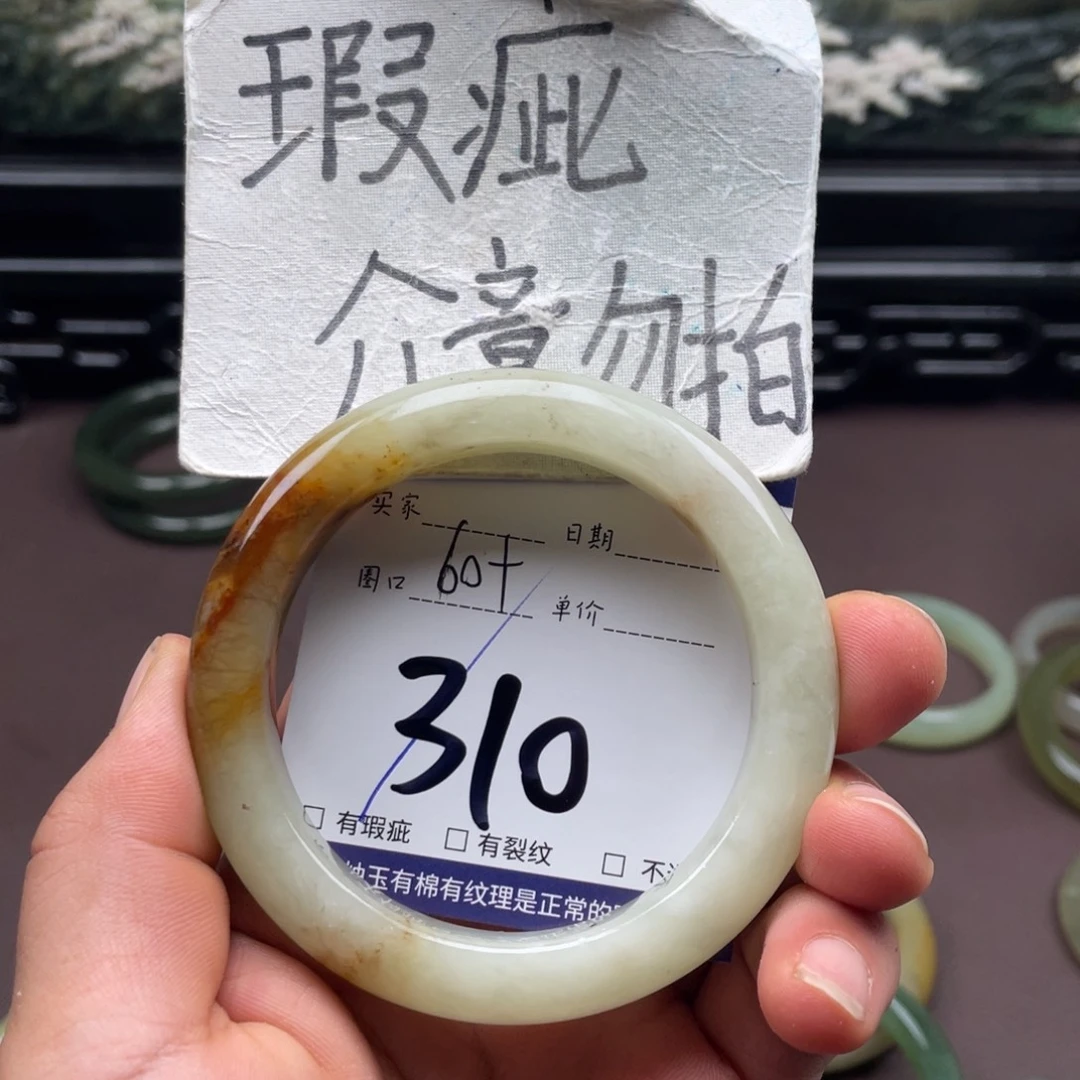 瑕疵
介意勿拍
买家 日期
圈口 60+ 单价
310
□ 有瑕疵 □ 有裂纹 □ 不
玉有棉有纹理是正常的